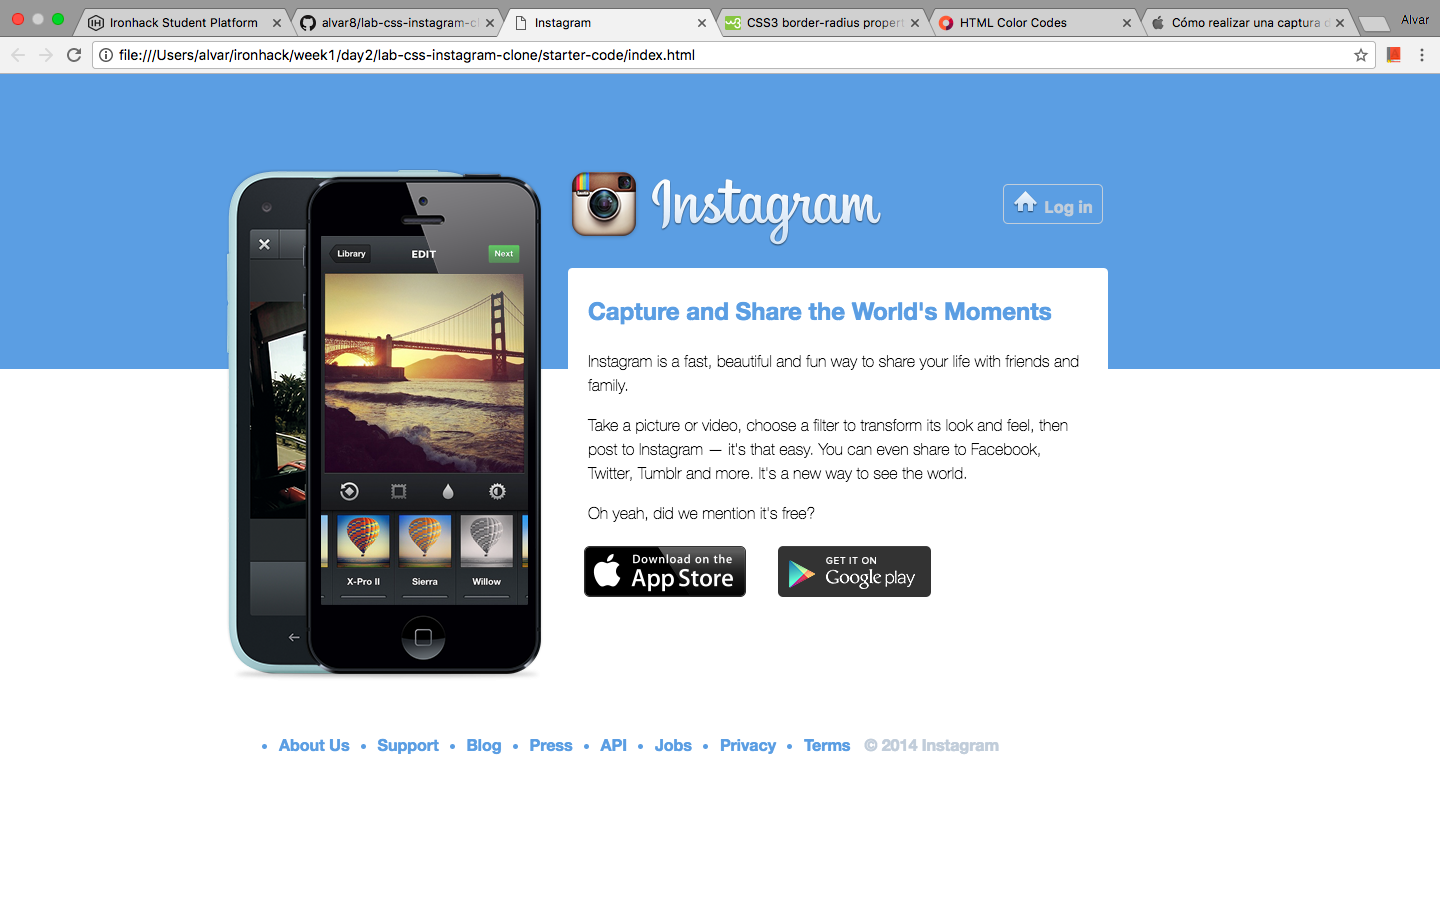 Ironhack Student Platform
alvar8/lab-css-instagram-cl
Instagram
CSS3 border-radius propert
HTML Color Codes
Cómo realizar una captura d
Alvar
file:///Users/alvar/ironhack/week1/day2/lab-css-instagram-clone/starter-code/index.html
Instagram
Log in
Library
EDIT
Next
Capture and Share the World's Moments
Instagram is a fast, beautiful and fun way to share your life with friends and
family.
Take a picture or video, choose a filter to transform its look and feel, then
post to Instagram — it's that easy. You can even share to Facebook,
Twitter, Tumblr and more. It's a new way to see the world.
Oh yeah, did we mention it's free?
Download on the
App Store
GET IT ON
Google play
X-Pro II
Sierra
Willow
• About Us • Support • Blog • Press • API • Jobs • Privacy • Terms © 2014 Instagram